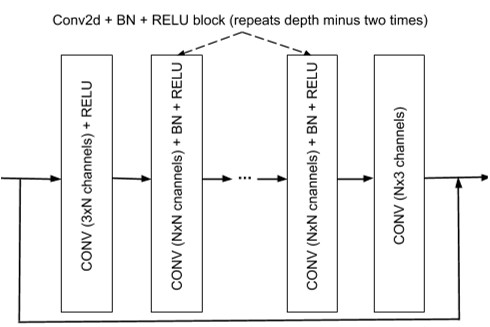 Conv2d + BN + RELU block (repeats depth minus two times)
CONV (3xN channels) + RELU
CONV (NxN cnannels) + BN + RELU
...
CONV (NxN cnannels) + BN + RELU
CONV (Nx3 channels)